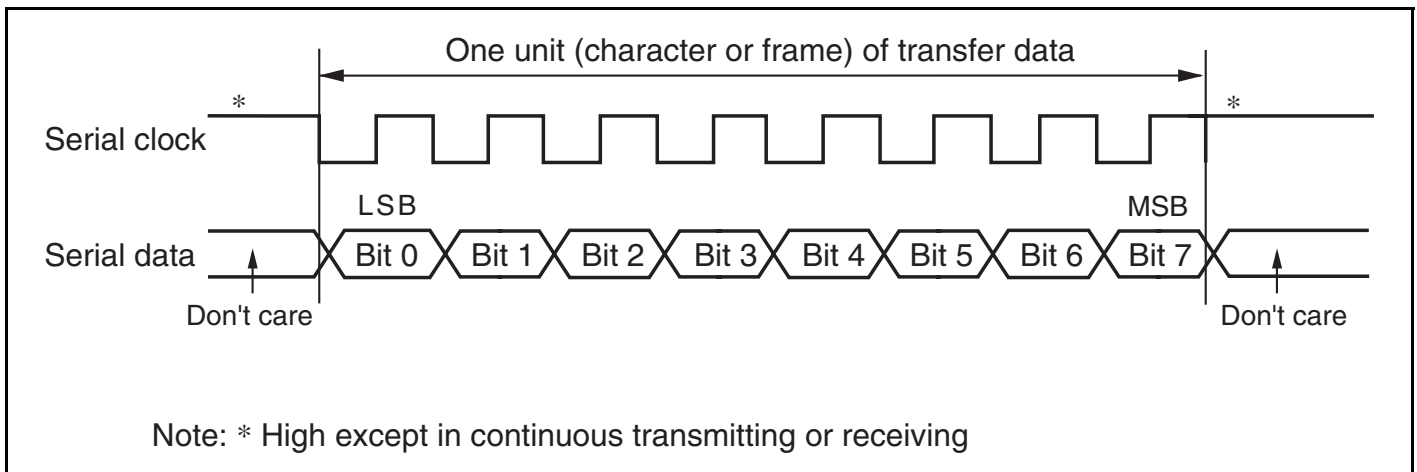 One unit (character or frame) of transfer data
* *
Serial clock
LSB MSB
Serial data Bit 0 Bit 1 Bit 2 Bit 3 Bit 4 Bit 5 Bit 6 Bit 7
Don't care Don't care
Note: * High except in continuous transmitting or receiving